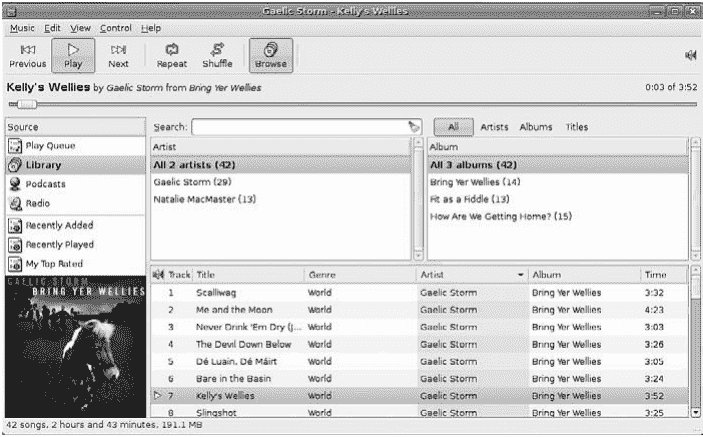 Gaelic Storm - Kelly's Wellies
Music Edit View Control Help
Previous Play Next Repeat Shuffle Browse
Kelly's Wellies by Gaelic Storm from Bring Yer Wellies 0:03 of 3:52
Source
Play Queue
Library
Podcasts
Radio
Recently Added
Recently Played
My Top Rated
GAELIC STORM
BRING YER WELLIES
Search: All Artists Albums Titles
Artist
All 2 artists (42)
Gaelic Storm (29)
Natalie MacMaster (13)
Album
All 3 albums (42)
Bring Yer Wellies (14)
Fit as a Fiddle (13)
How Are We Getting Home? (15)
Track Title Genre Artist Album Time
1 Scalliwag World Gaelic Storm Bring Yer Wellies 3:32
2 Me and the Moon World Gaelic Storm Bring Yer Wellies 4:23
3 Never Drink 'Em Dry (J... World Gaelic Storm Bring Yer Wellies 3:03
4 The Devil Down Below World Gaelic Storm Bring Yer Wellies 3:26
5 Dé Luain, Dé Máirt World Gaelic Storm Bring Yer Wellies 3:05
6 Bare in the Basin World Gaelic Storm Bring Yer Wellies 3:24
7 Kelly's Wellies World Gaelic Storm Bring Yer Wellies 3:52
8 Slingshot World Gaelic Storm Bring Yer Wellies 3:25
42 songs, 2 hours and 43 minutes, 191.1 MB